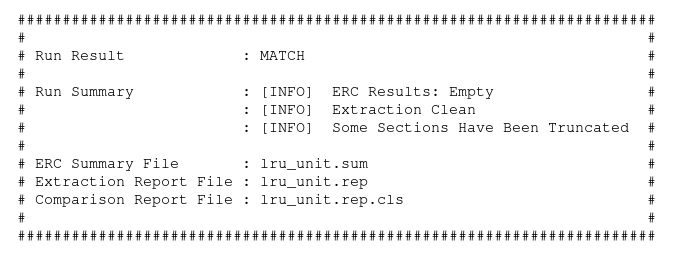 #######################################################################
# #
# Run Result : MATCH #
# #
# Run Summary : [INFO] ERC Results: Empty #
# : [INFO] Extraction Clean #
# : [INFO] Some Sections Have Been Truncated #
# #
# ERC Summary File : lru_unit.sum #
# Extraction Report File : lru_unit.rep #
# Comparison Report File : lru_unit.rep.cls #
# #
#######################################################################